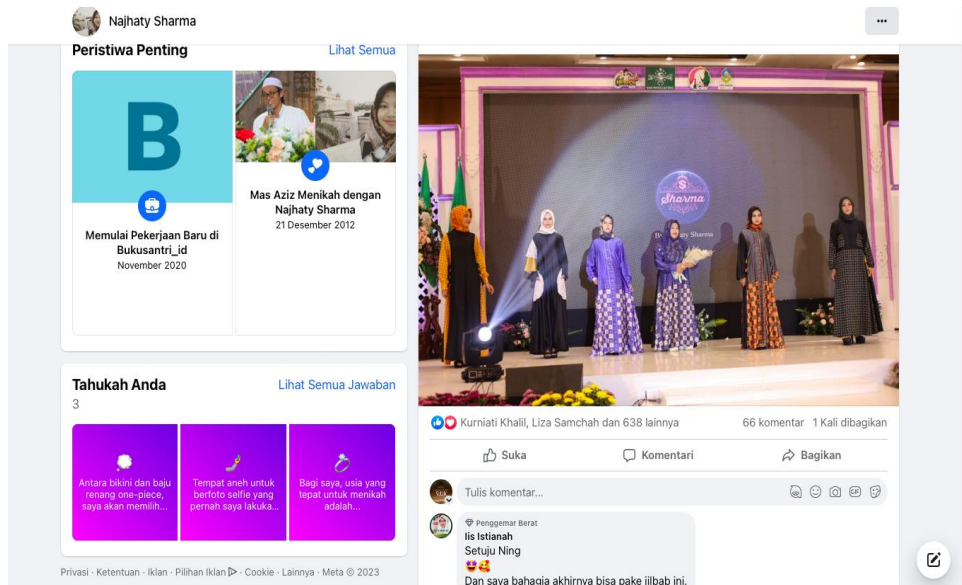 Najhaty Sharma
Peristiwa Penting
Lihat Semua
B
Memulai Pekerjaan Baru di
Bukusantri_id
November 2020
Mas Aziz Menikah dengan
Najhaty Sharma
21 Desember 2012
Tahukah Anda
Lihat Semua Jawaban
3
Antara bikini dan baju
renang one-piece,
saya akan memilih...
Tempat aneh untuk
berfoto selfie yang
pernah saya lakuka...
Bagi saya, usia yang
tepat untuk menikah
adalah...
Privasi · Ketentuan · Iklan · Pilihan Iklan · Cookie · Lainnya · Meta © 2023
S
Sharma
By Najhaty Sharma
Kurniati Khalil, Liza Samchah dan 638 lainnya
66 komentar 1 Kali dibagikan
Suka
Komentari
Bagikan
Tulis komentar...
GIF
Penggemar Berat
Iis Istianah
Setuju Ning
Dan saya bahagia akhirnya bisa pake jilbab ini.